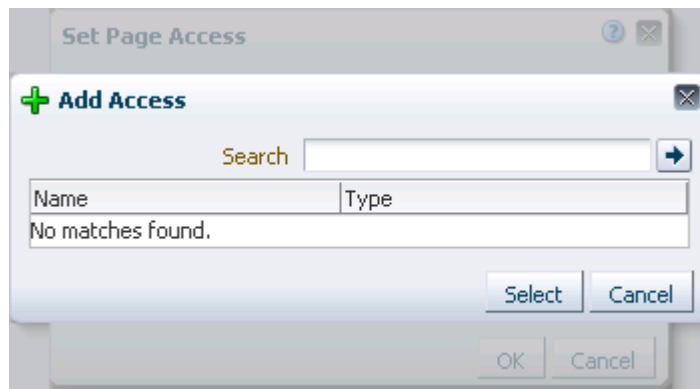 Set Page Access
Add Access
Search
Name Type
No matches found.
Select Cancel
OK Cancel